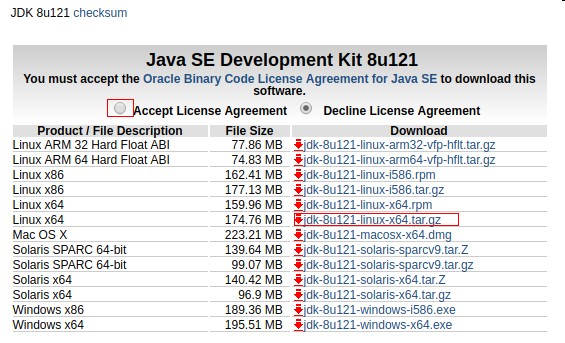 JDK 8u121 checksum
Java SE Development Kit 8u121
You must accept the Oracle Binary Code License Agreement for Java SE to download this
software.
Accept License Agreement Decline License Agreement
Product / File Description File Size Download
Linux ARM 32 Hard Float ABI 77.86 MB jdk-8u121-linux-arm32-vfp-hflt.tar.gz
Linux ARM 64 Hard Float ABI 74.83 MB jdk-8u121-linux-arm64-vfp-hflt.tar.gz
Linux x86 162.41 MB jdk-8u121-linux-i586.rpm
Linux x86 177.13 MB jdk-8u121-linux-i586.tar.gz
Linux x64 159.96 MB jdk-8u121-linux-x64.rpm
Linux x64 174.76 MB jdk-8u121-linux-x64.tar.gz
Mac OS X 223.21 MB jdk-8u121-macosx-x64.dmg
Solaris SPARC 64-bit 139.64 MB jdk-8u121-solaris-sparcv9.tar.Z
Solaris SPARC 64-bit 99.07 MB jdk-8u121-solaris-sparcv9.tar.gz
Solaris x64 140.42 MB jdk-8u121-solaris-x64.tar.Z
Solaris x64 96.9 MB jdk-8u121-solaris-x64.tar.gz
Windows x86 189.36 MB jdk-8u121-windows-i586.exe
Windows x64 195.51 MB jdk-8u121-windows-x64.exe